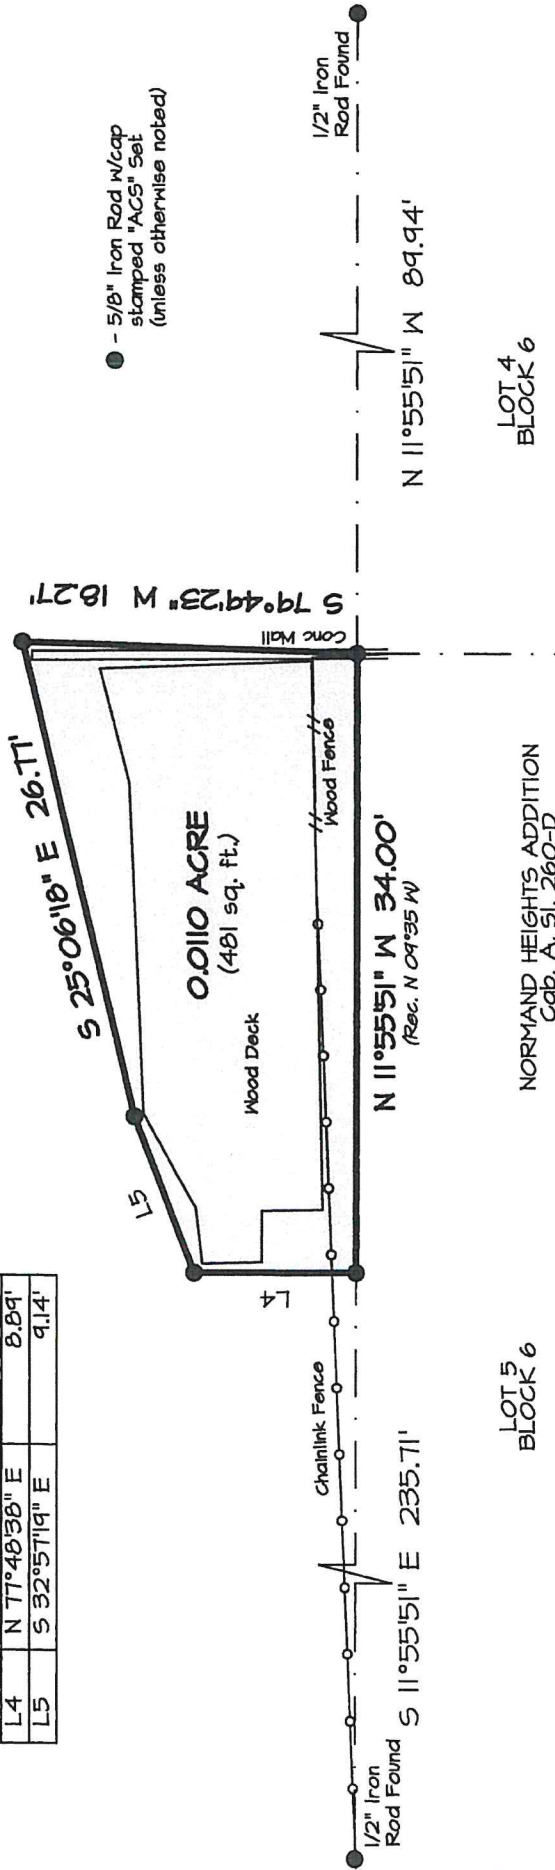 L4 N 77°48'38" E 8.89'
L5 S 32°57'19" E 9.14'
- 5/8" Iron Rod W/cap
stamped "ACS" Set
(unless otherwise noted)
S 25°06'18" E 26.77'
S 79°49'23" W 18.27'
L5
L4
0.0110 ACRE
(481 sq. ft.)
Wood Deck
Conc Wall
Wood Fence
Chainlink Fence
1/2" Iron
Rod Found
S 11°55'51" E 235.71'
N 11°55'51" W 34.00'
(Rec. N 09°35 W)
N 11°55'51" W 89.94'
1/2" Iron
Rod Found
LOT 5
BLOCK 6
NORMAND HEIGHTS ADDITION
Cab. A, Sl. 260-D
LOT 4
BLOCK 6